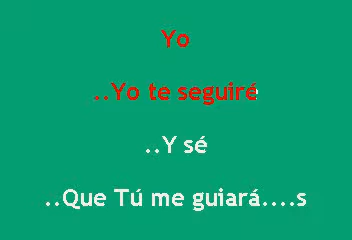 Yo
..Yo te seguiré
..Y sé
..Que Tú me guiará....s